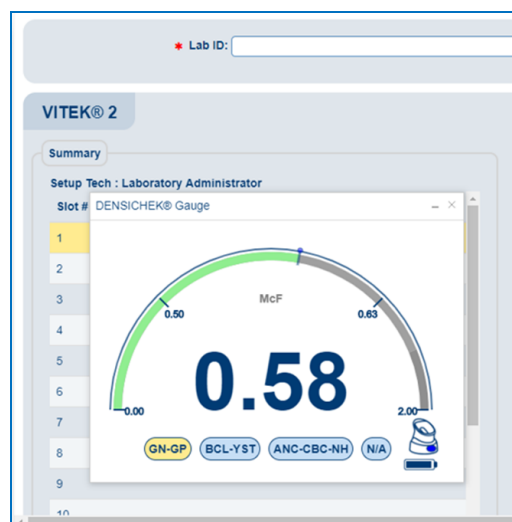 * Lab ID:
VITEK® 2
Summary
Setup Tech : Laboratory Administrator
Slot #
DENSICHEK® Gauge
1
2
3
4
5
6
7
8
9
10
McF
0.50
0.63
0.58
0.00
2.00
GN-GP
BCL-YST
ANC-CBC-NH
N/A